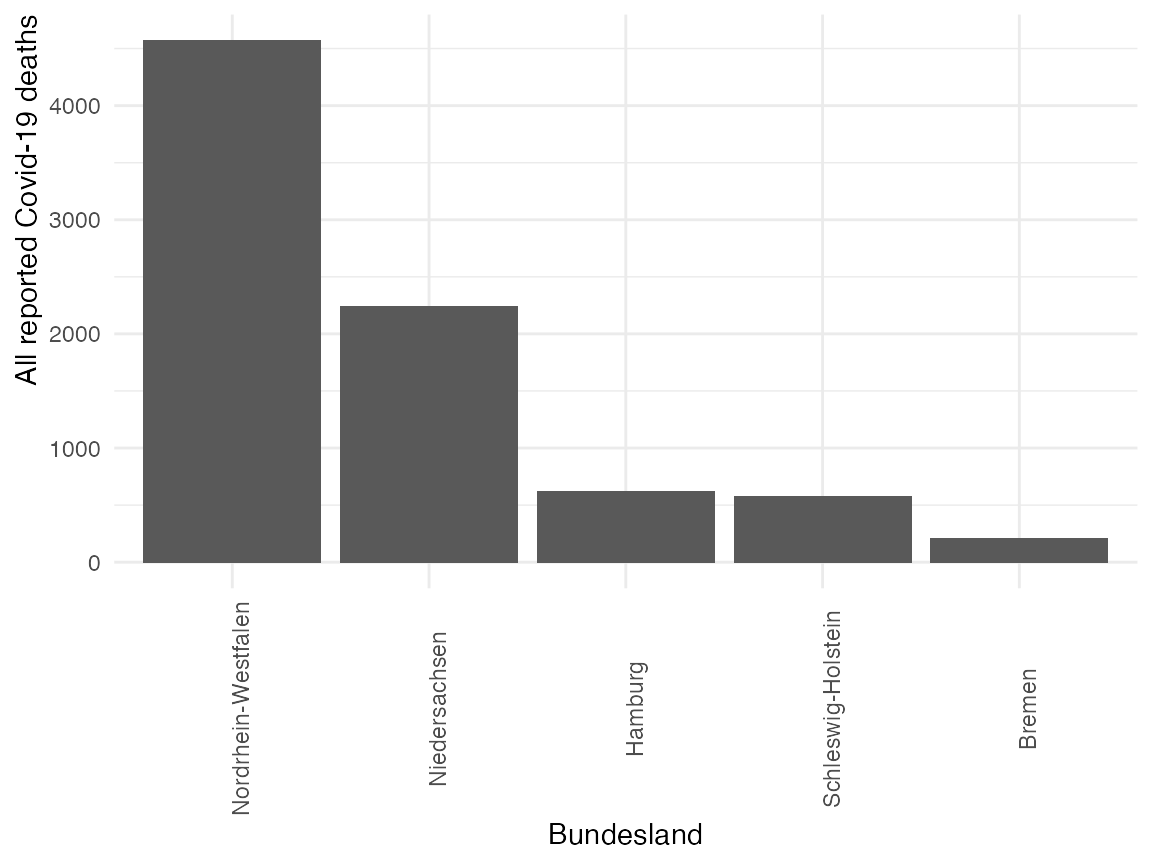 All reported Covid-19 deaths
4000
3000
2000
1000
0
Nordrhein-Westfalen
Niedersachsen
Hamburg
Schleswig-Holstein
Bremen
Bundesland